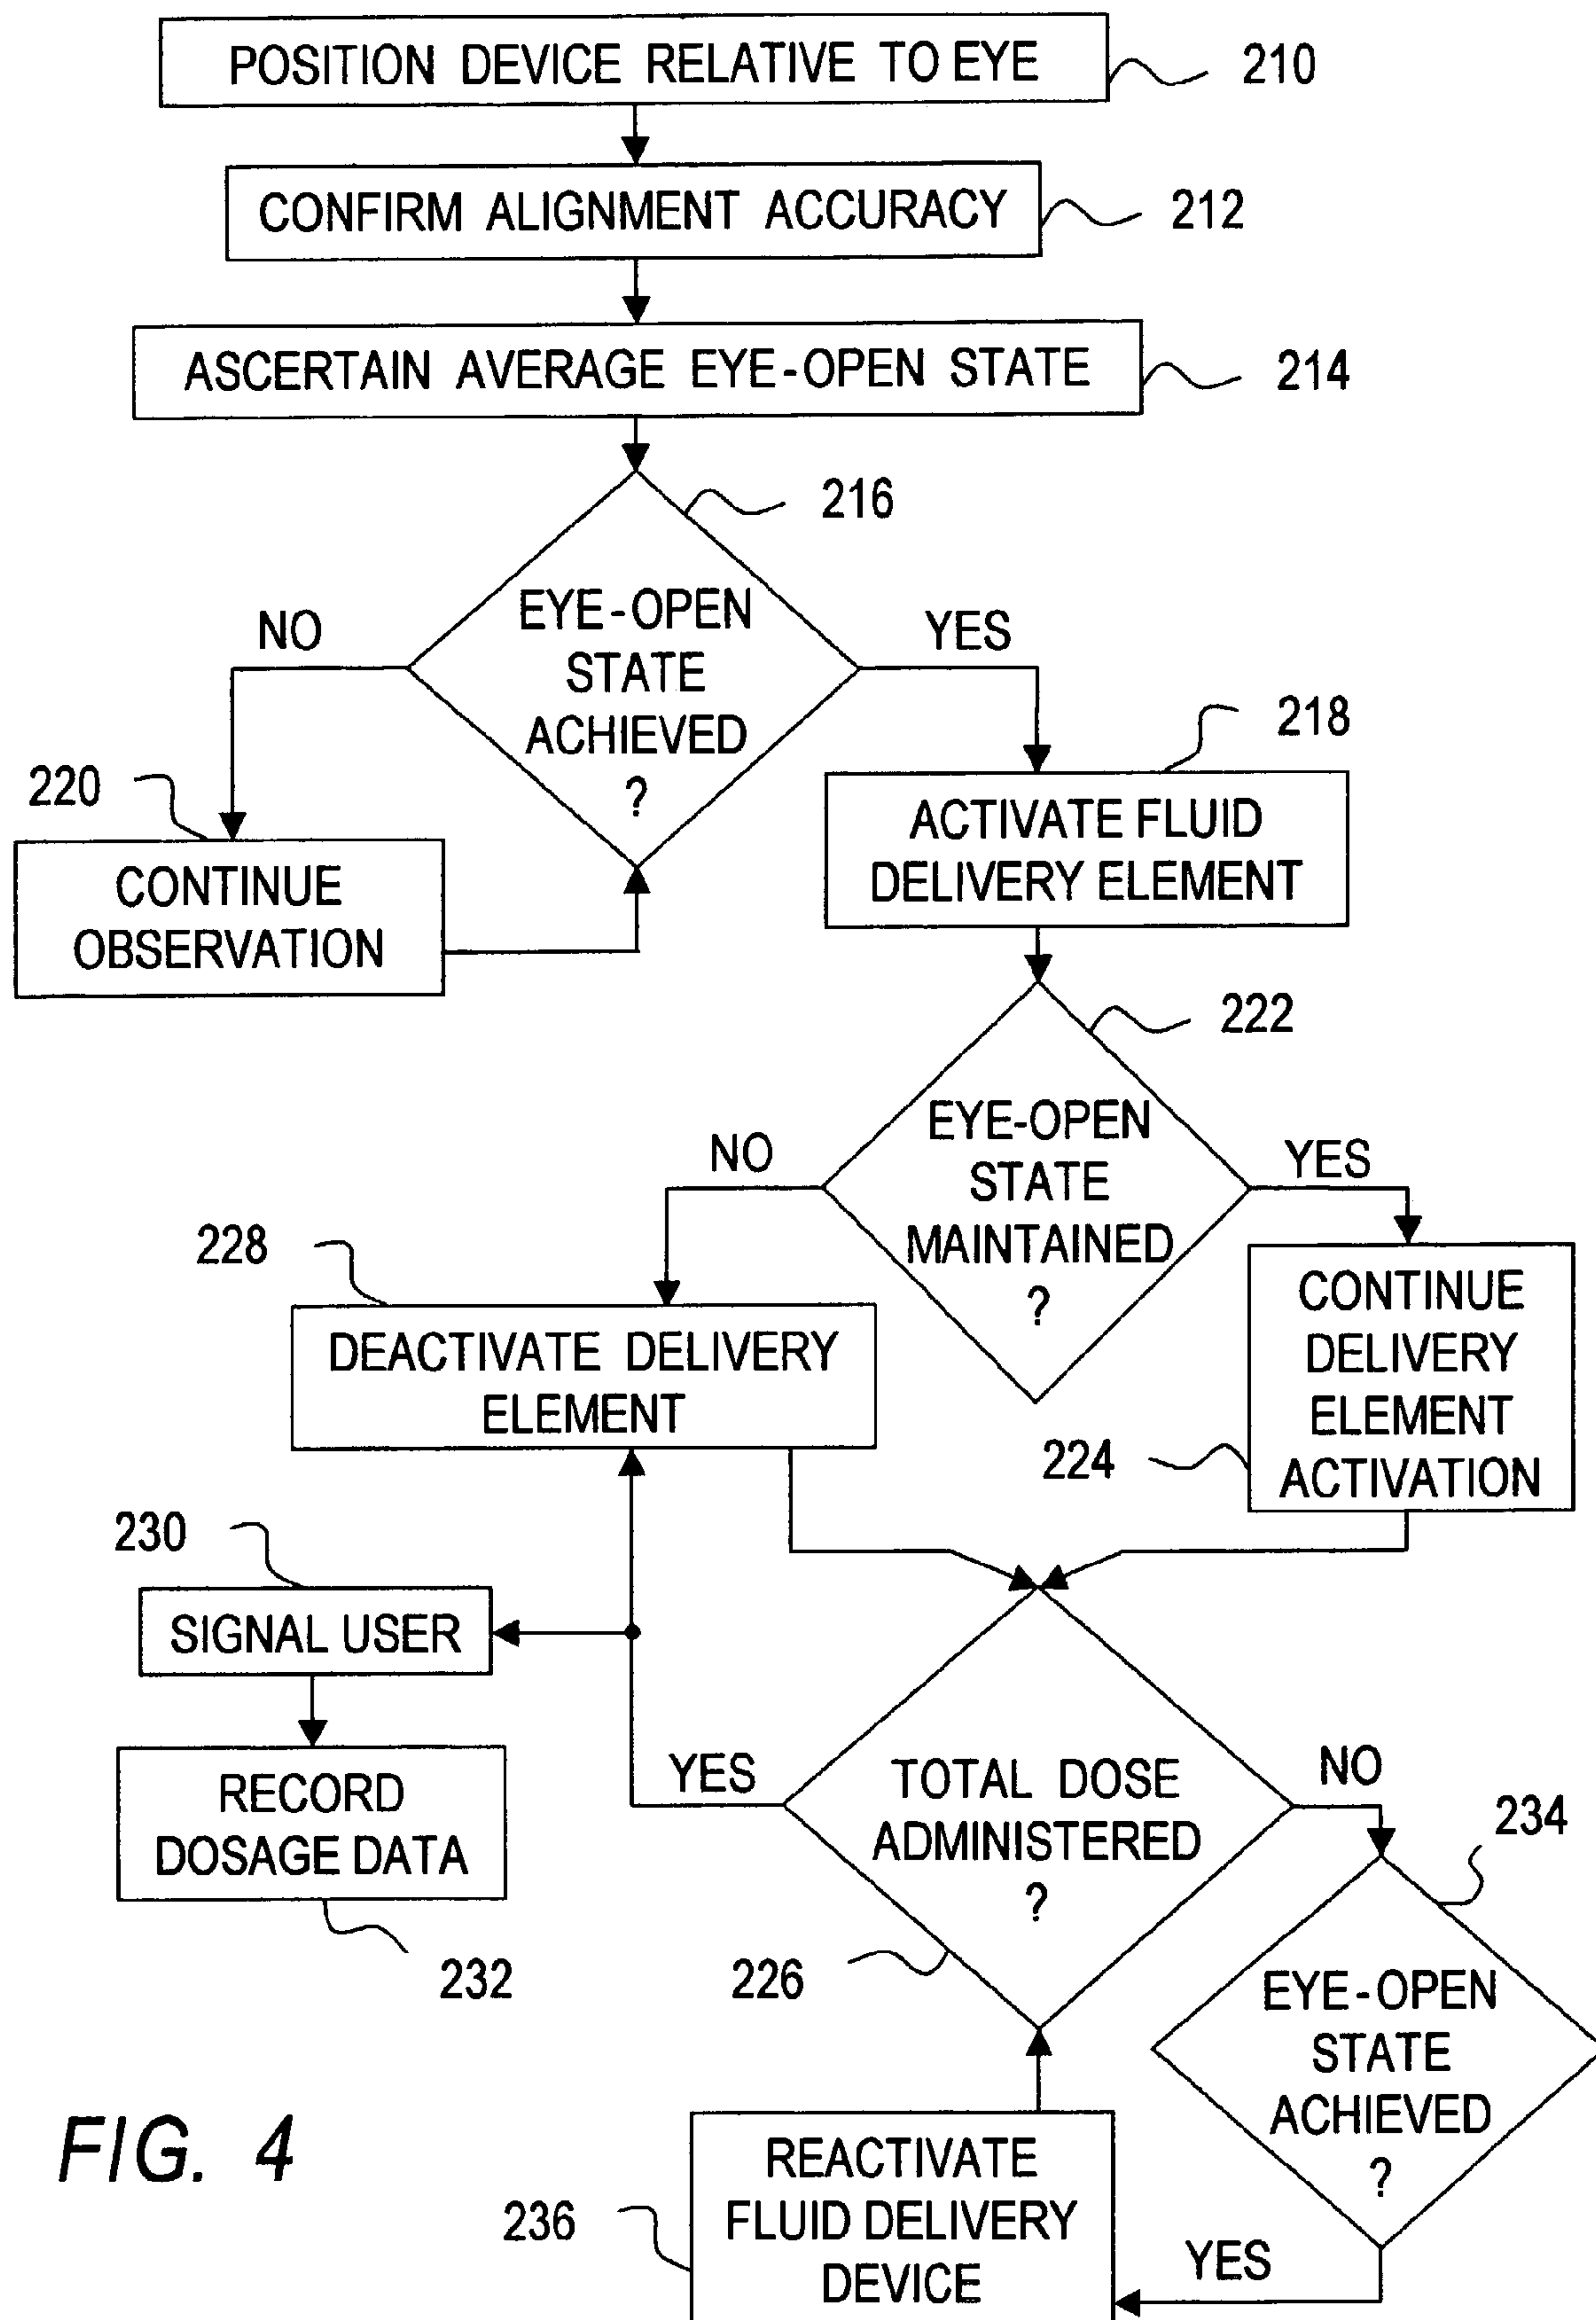 POSITION DEVICE RELATIVE TO EYE
210
CONFIRM ALIGNMENT ACCURACY
212
ASCERTAIN AVERAGE EYE-OPEN STATE
214
216
EYE-OPEN
STATE
ACHIEVED
?
NO
YES
218
220
CONTINUE
OBSERVATION
ACTIVATE FLUID
DELIVERY ELEMENT
222
EYE-OPEN
STATE
MAINTAINED
?
NO
YES
228
DEACTIVATE DELIVERY
ELEMENT
CONTINUE
DELIVERY
ELEMENT
ACTIVATION
224
230
SIGNAL USER
RECORD
DOSAGE DATA
232
YES
TOTAL DOSE
ADMINISTERED
?
NO
226
234
EYE-OPEN
STATE
ACHIEVED
?
YES
REACTIVATE
FLUID DELIVERY
DEVICE
236
FIG. 4